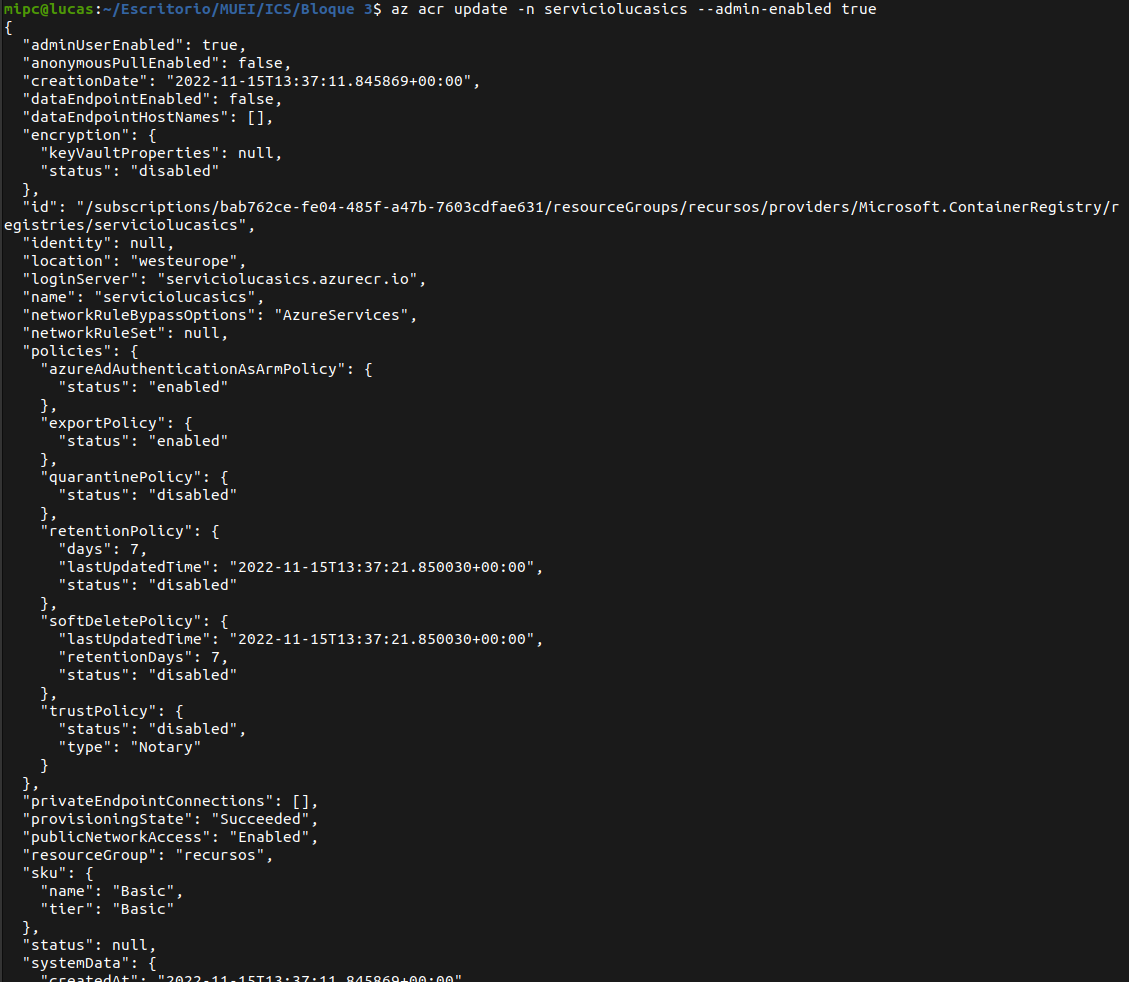 mipc@lucas:~/Escritorio/MUEI/ICS/Bloque 3$ az acr update -n serviciolucasics --admin-enabled true
{
  "adminUserEnabled": true,
  "anonymousPullEnabled": false,
  "creationDate": "2022-11-15T13:37:11.845869+00:00",
  "dataEndpointEnabled": false,
  "dataEndpointHostNames": [],
  "encryption": {
    "keyVaultProperties": null,
    "status": "disabled"
  },
  "id": "/subscriptions/bab762ce-fe04-485f-a47b-7603cdfae631/resourceGroups/recursos/providers/Microsoft.ContainerRegistry/r
egistries/serviciolucasics",
  "identity": null,
  "location": "westeurope",
  "loginServer": "serviciolucasics.azurecr.io",
  "name": "serviciolucasics",
  "networkRuleBypassOptions": "AzureServices",
  "networkRuleSet": null,
  "policies": {
    "azureAdAuthenticationAsArmPolicy": {
      "status": "enabled"
    },
    "exportPolicy": {
      "status": "enabled"
    },
    "quarantinePolicy": {
      "status": "disabled"
    },
    "retentionPolicy": {
      "days": 7,
      "lastUpdatedTime": "2022-11-15T13:37:21.850030+00:00",
      "status": "disabled"
    },
    "softDeletePolicy": {
      "lastUpdatedTime": "2022-11-15T13:37:21.850030+00:00",
      "retentionDays": 7,
      "status": "disabled"
    },
    "trustPolicy": {
      "status": "disabled",
      "type": "Notary"
    }
  },
  "privateEndpointConnections": [],
  "provisioningState": "Succeeded",
  "publicNetworkAccess": "Enabled",
  "resourceGroup": "recursos",
  "sku": {
    "name": "Basic",
    "tier": "Basic"
  },
  "status": null,
  "systemData": {
    "createdAt": "2022-11-15T13:37:11.845869+00:00"